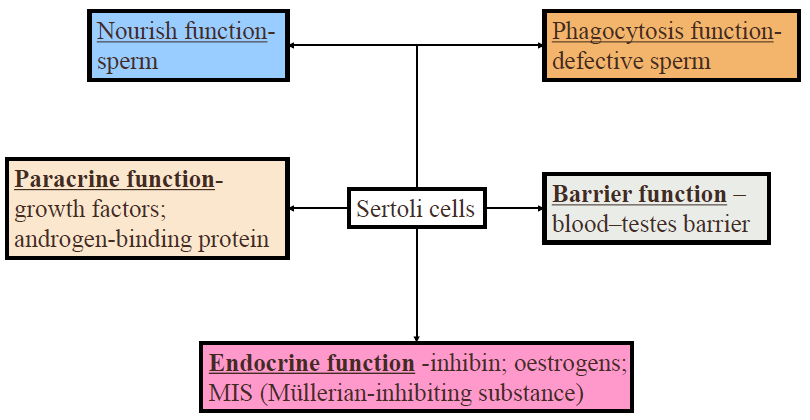 Nourish function-
sperm
Phagocytosis function-
defective sperm
Paracrine function-
growth factors;
androgen-binding protein
Sertoli cells
Barrier function –
blood–testes barrier
Endocrine function -inhibin; oestrogens;
MIS (Müllerian-inhibiting substance)